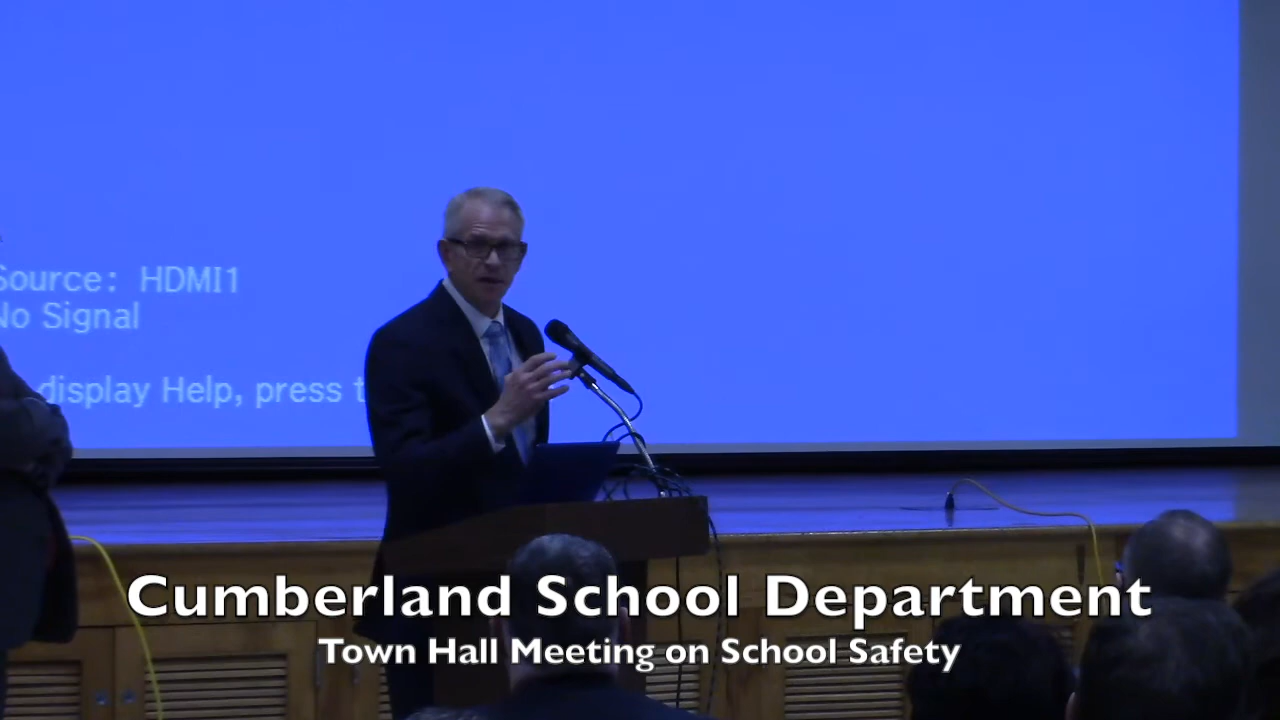 Source: HDMI1
No Signal
display Help, press
Cumberland School Department
Town Hall Meeting on School Safety